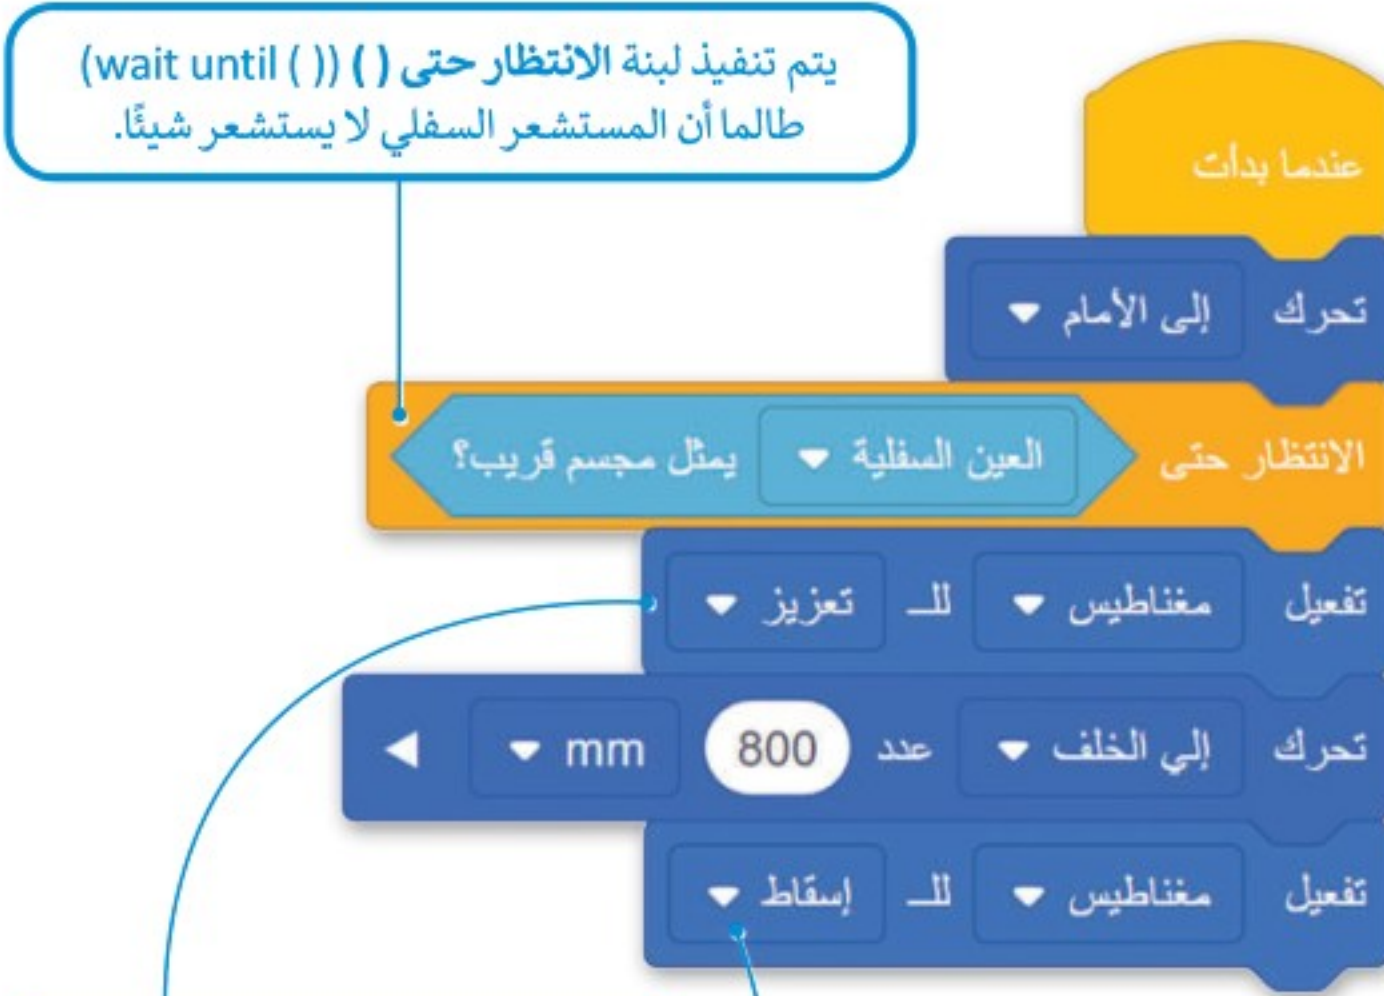 يتم تنفيذ لبنة الانتظار حتى ( ) (wait until ( ))
طالما أن المستشعر السفلي لا يستشعر شيئًا.
عندما بدأت
تحرك إلى الأمام
الانتظار حتى العين السفلية يمثل مجسم قريب؟
تفعيل مغناطيس للـ تعزيز
تحرك إلي الخلف عدد 800 mm
تفعيل مغناطيس للـ إسقاط